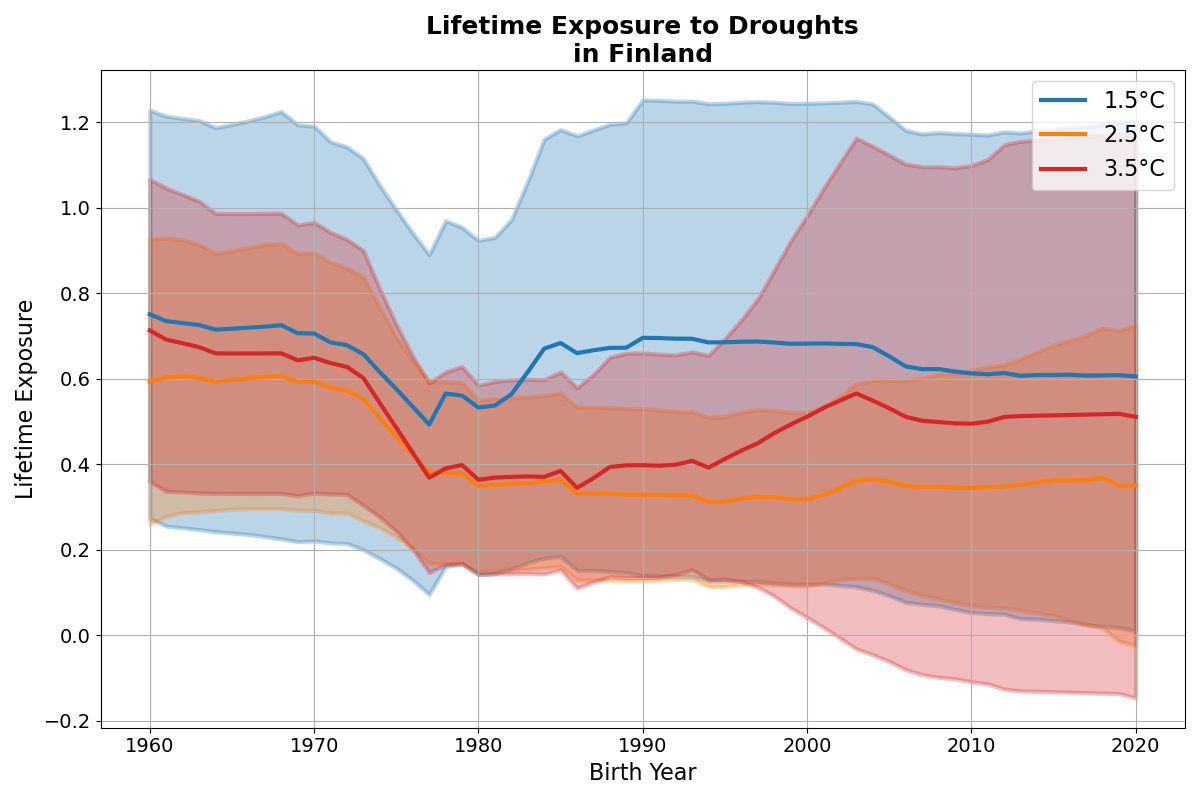 Lifetime Exposure to Droughts
in Finland
1.5°C
2.5°C
3.5°C
Lifetime Exposure
1.2
1.0
0.8
0.6
0.4
0.2
0.0
−0.2
1960
1970
1980
1990
2000
2010
2020
Birth Year